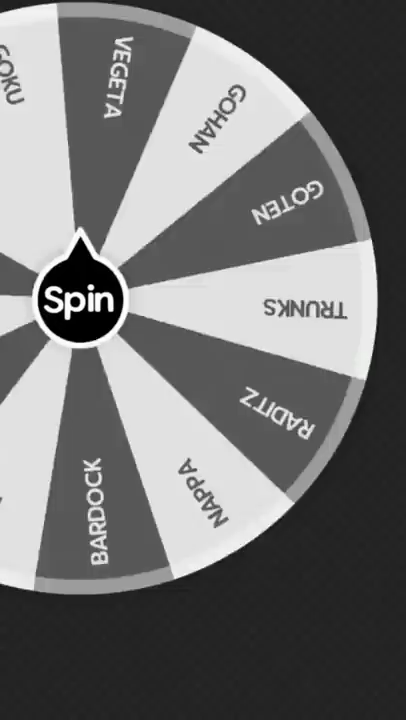 GOKU
VEGETA
GOHAN
GOTEN
TRUNKS
RADITZ
NAPPA
BARDOCK
Spin